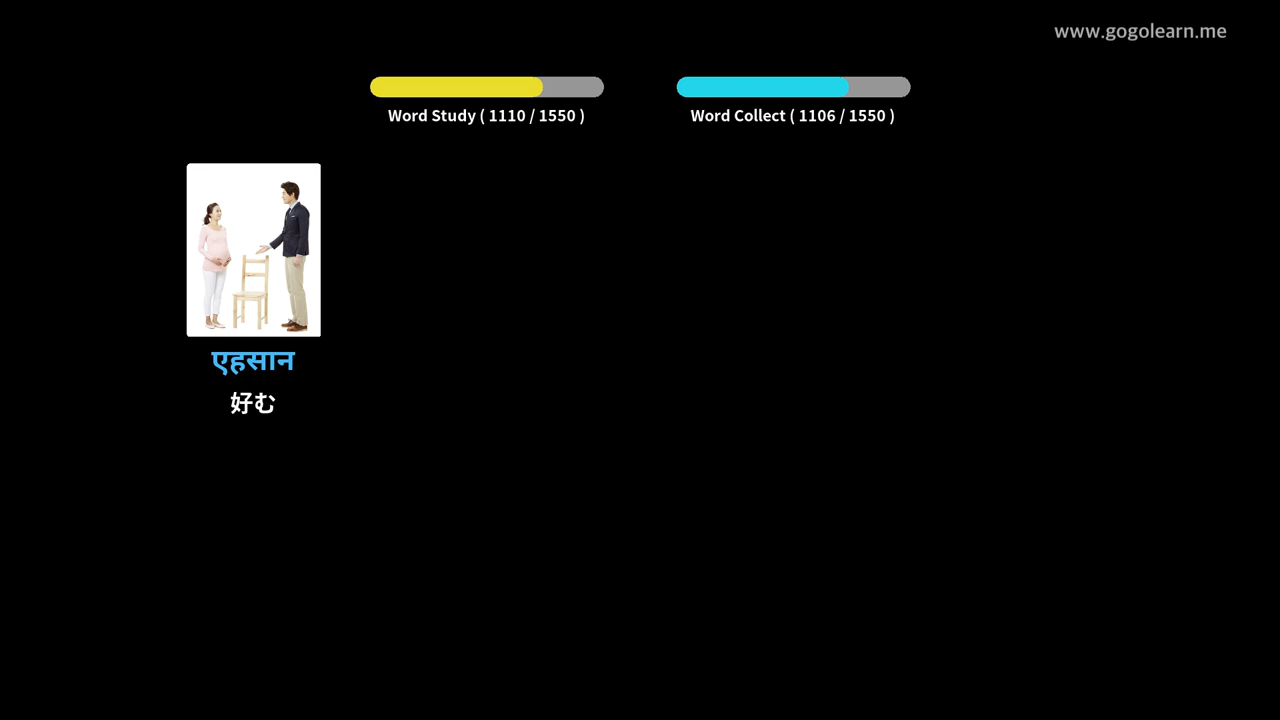 www.gogolearn.me
Word Study ( 1110 / 1550 )
Word Collect ( 1106 / 1550 )
एहसान
好む